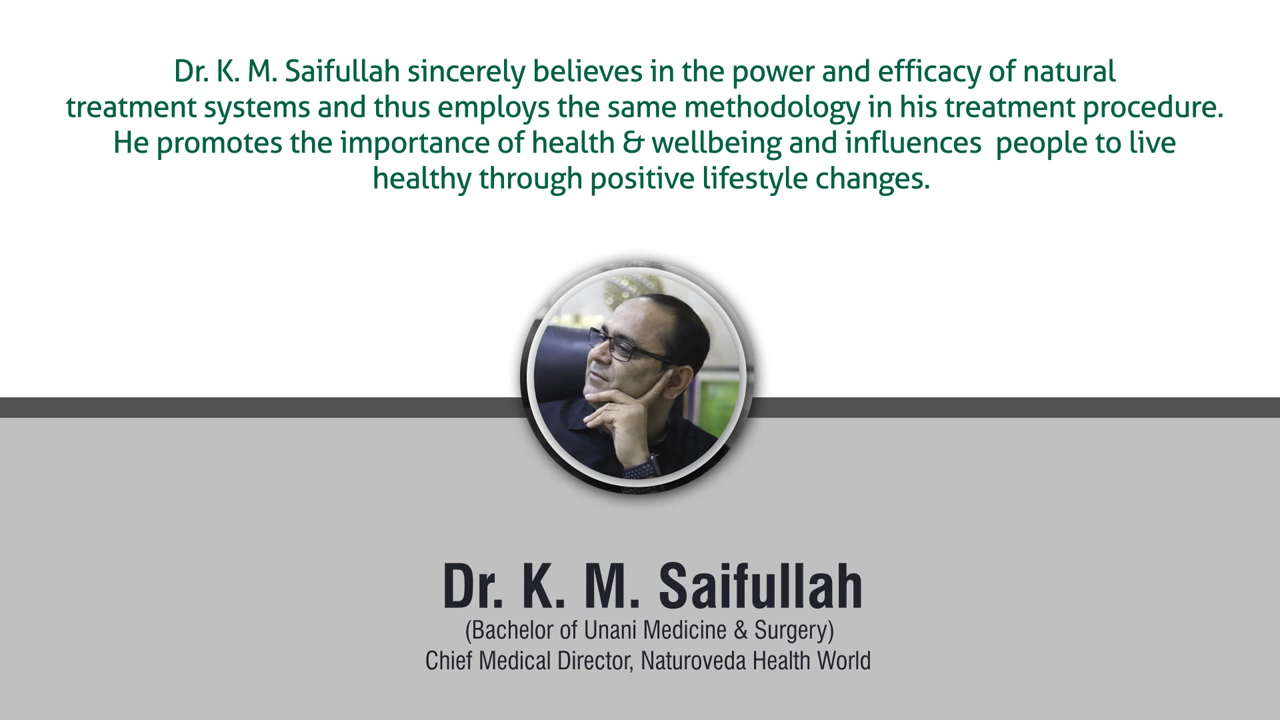 Dr. K. M. Saifullah sincerely believes in the power and efficacy of natural
treatment systems and thus employs the same methodology in his treatment procedure.
He promotes the importance of health & wellbeing and influences  people to live
healthy through positive lifestyle changes.
Dr. K. M. Saifullah
(Bachelor of Unani Medicine & Surgery)
Chief Medical Director, Naturoveda Health World